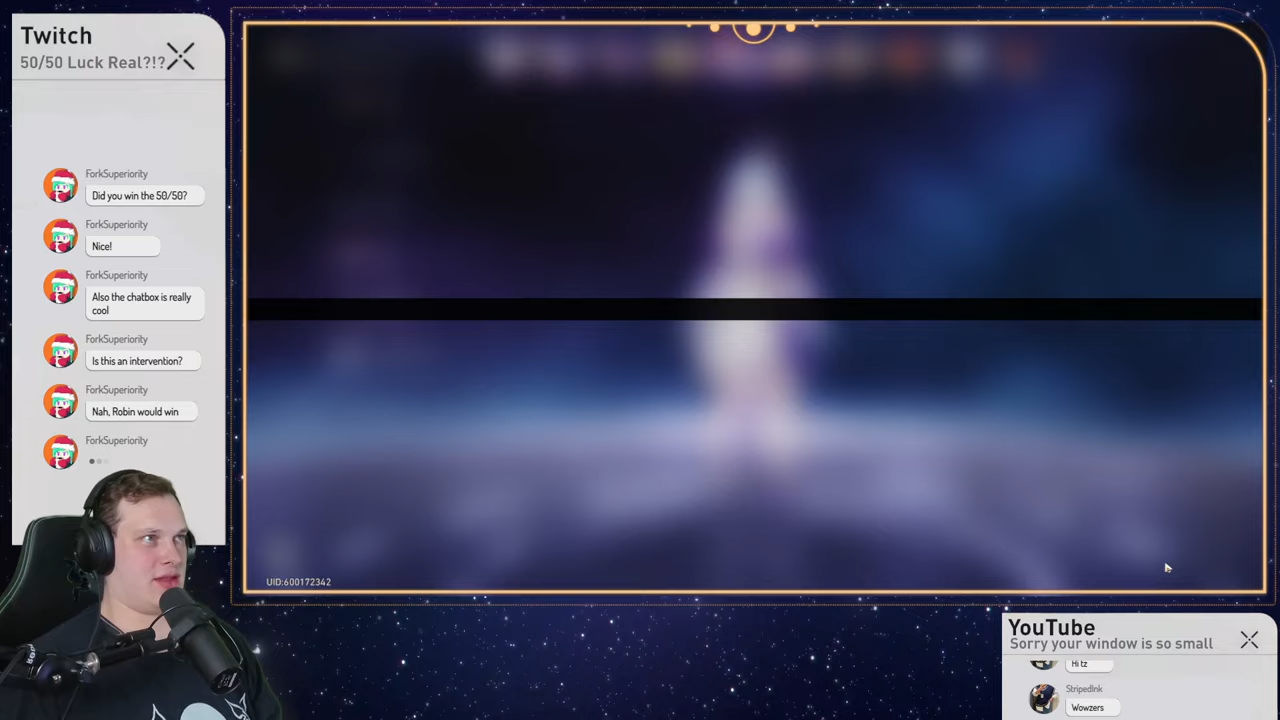 Twitch
50/50 Luck Real?!?
ForkSuperiority
Did you win the 50/50?
ForkSuperiority
Nice!
ForkSuperiority
Also the chatbox is really
cool
ForkSuperiority
Is this an intervention?
ForkSuperiority
Nah, Robin would win
ForkSuperiority
UID:600172342
YouTube
Sorry your window is so small
Hi tz
StripedInk
Wowzers